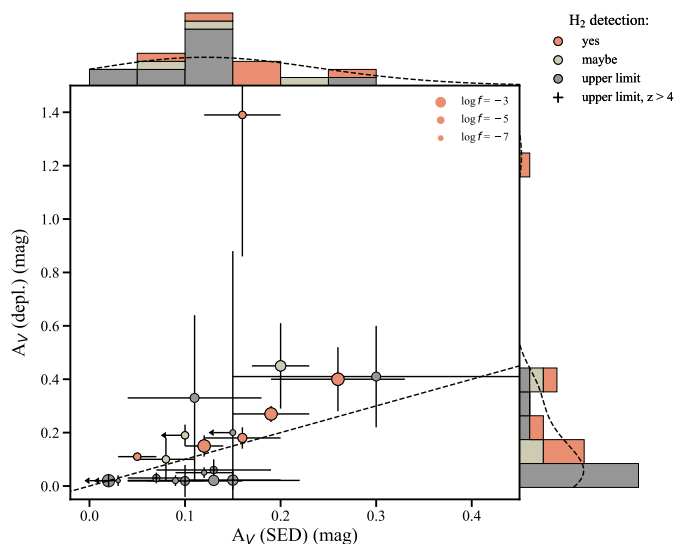 H₂ detection:
yes
maybe
upper limit
upper limit, z > 4
log f = −3
log f = −5
log f = −7
1.4
1.2
1.0
0.8
0.6
0.4
0.2
0.0
A_V (depl.) (mag)
0.0 0.1 0.2 0.3 0.4
A_V (SED) (mag)